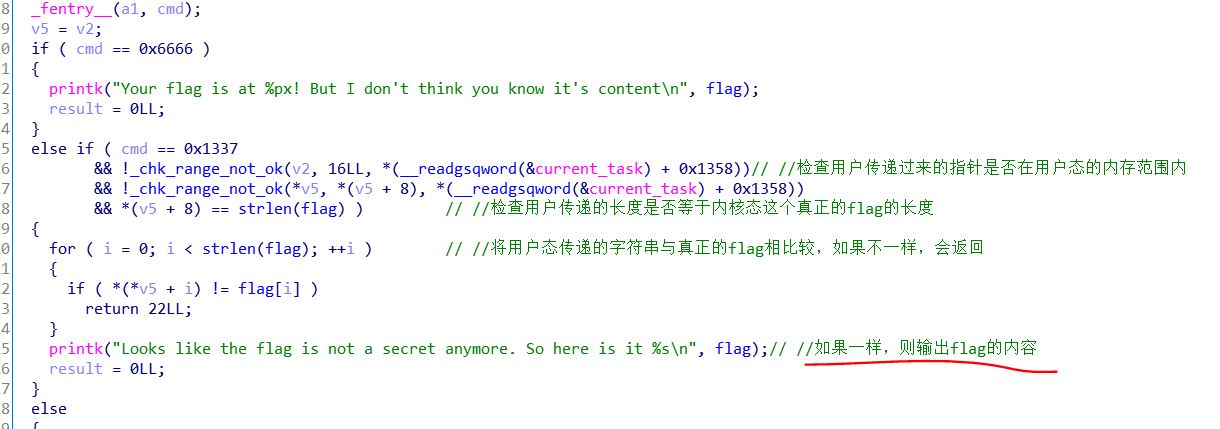 8 _fentry__(a1, cmd);
9 v5 = v2;
0 if ( cmd == 0x6666 )
1 {
2 printk("Your flag is at %px! But I don't think you know it's content\n", flag);
3 result = 0LL;
4 }
5 else if ( cmd == 0x1337
6 && !_chk_range_not_ok(v2, 16LL, *(__readgsqword(&current_task) + 0x1358))// //检查用户传递过来的指针是否在用户态的内存范围内
7 && !_chk_range_not_ok(*v5, *(v5 + 8), *(__readgsqword(&current_task) + 0x1358))
8 && *(v5 + 8) == strlen(flag) ) // //检查用户传递的长度是否等于内核态这个真正的flag的长度
9 {
0 for ( i = 0; i < strlen(flag); ++i ) // //将用户态传递的字符串与真正的flag相比较，如果不一样，会返回
1 {
2 if ( *(*v5 + i) != flag[i] )
3 return 22LL;
4 }
5 printk("Looks like the flag is not a secret anymore. So here is it %s\n", flag);// //如果一样，则输出flag的内容
6 result = 0LL;
7 }
8 else
9 {